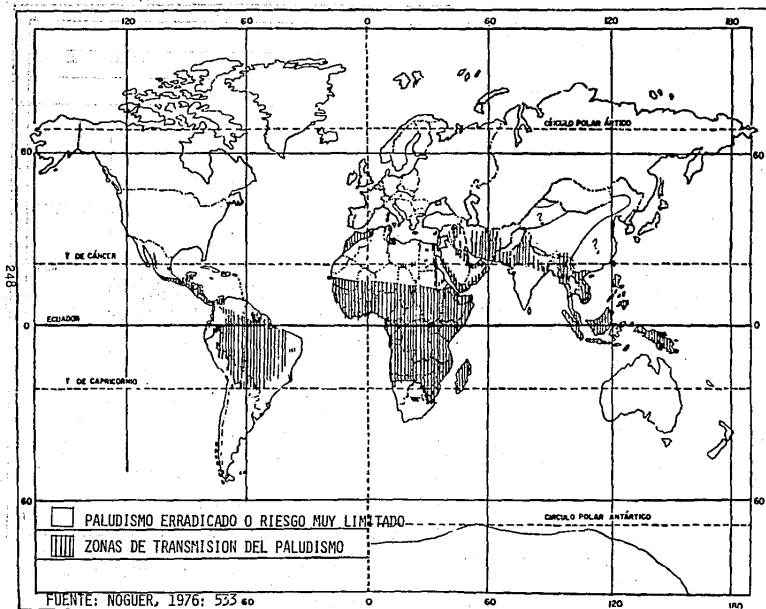 120 60 0 60 120 180
CÍCULO POLAR ÁRTICO
60 60
?
?
248
T DE CÁNCER
ECUADOR
0 0
T DE CAPRICORNIO
60 60
CIRCULO POLAR ANTÁRTICO
PALUDISMO ERRADICADO O RIESGO MUY LIMITADO
ZONAS DE TRANSMISION DEL PALUDISMO
FUENTE: NOGUER, 1976: 533
60 0 60 120 180